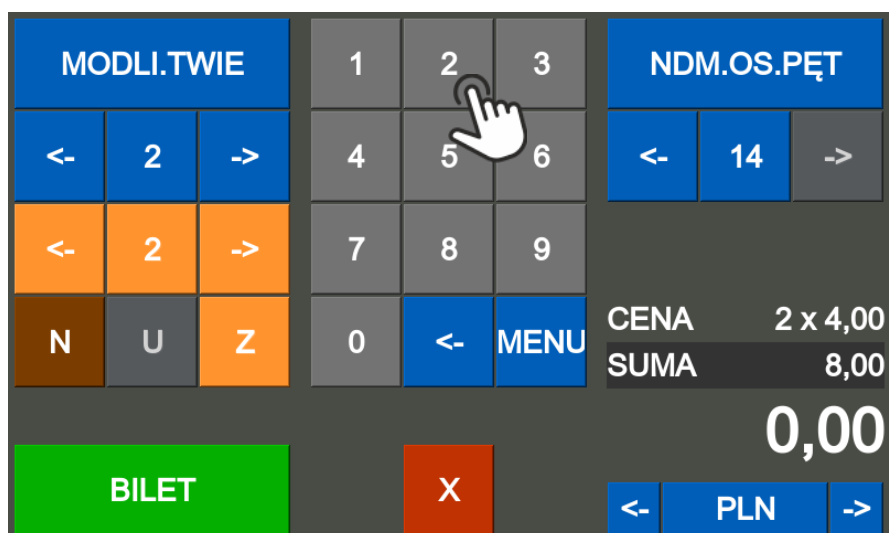 MODLI.TWIE 1 2 3 NDM.OS.PĘT
<- 2 -> 4 5 6 <- 14 ->
<- 2 -> 7 8 9
N U Z 0 <- MENU CENA 2 x 4,00
SUMA 8,00
0,00
BILET X <- PLN ->